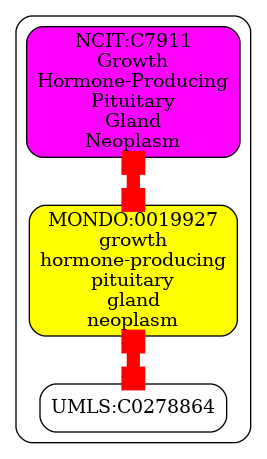 NCIT:C7911
Growth
Hormone-Producing
Pituitary
Gland
Neoplasm
MONDO:0019927
growth
hormone-producing
pituitary
gland
neoplasm
UMLS:C0278864